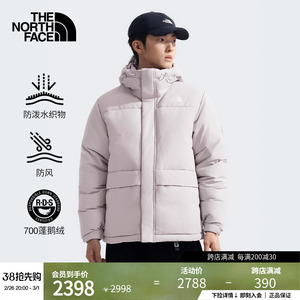 THE
NORTH
FACE
防泼水织物
防风
R·D·S
700蓬鹅绒
跨店满减 每满200减30
38抢先购
2/26 20:00 - 3/1
会员到手价
2398
¥2998
=
活动价
2788
-
跨店满减
390